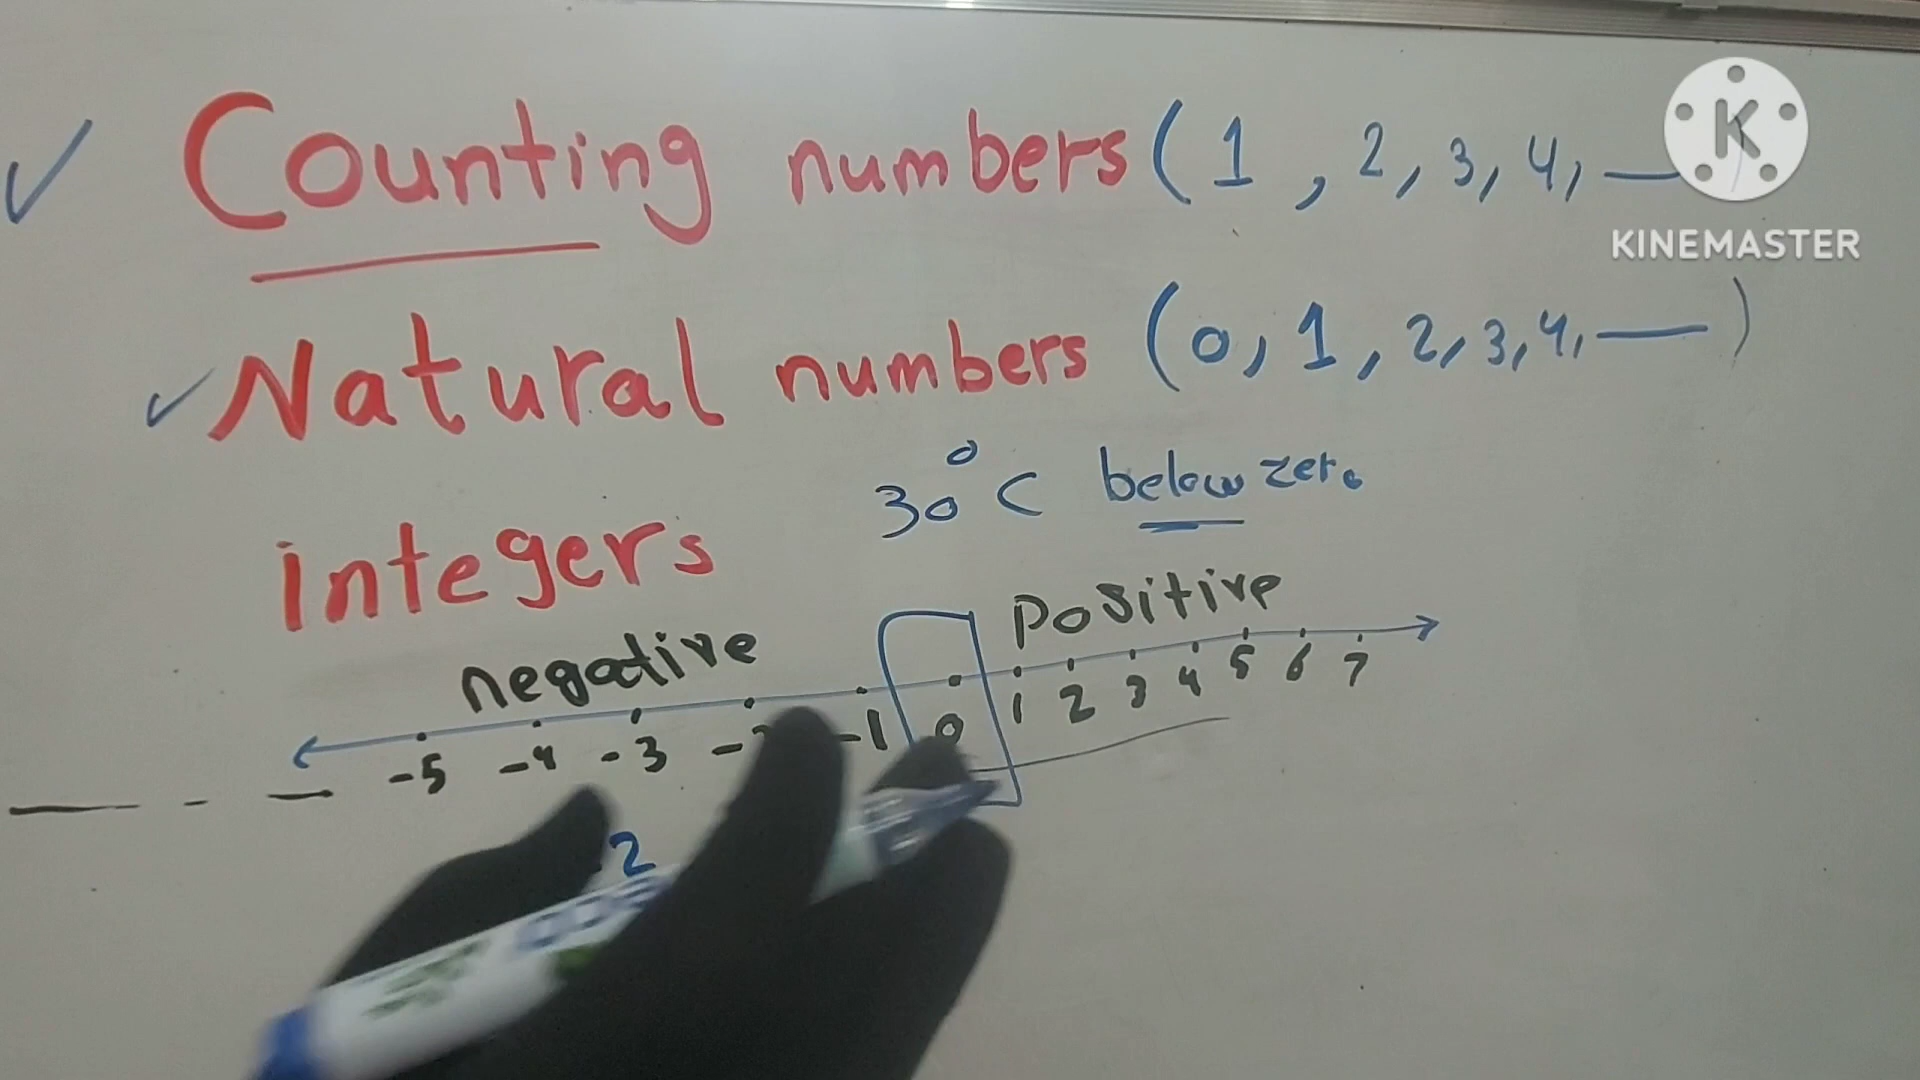 Counting numbers (1, 2, 3, 4, —
K
KINEMASTER
Natural numbers (0, 1, 2, 3, 4, —)
30°C below zero
integers
negative positive
-5 -4 -3 -1 0 1 2 3 4 5 6 7
2